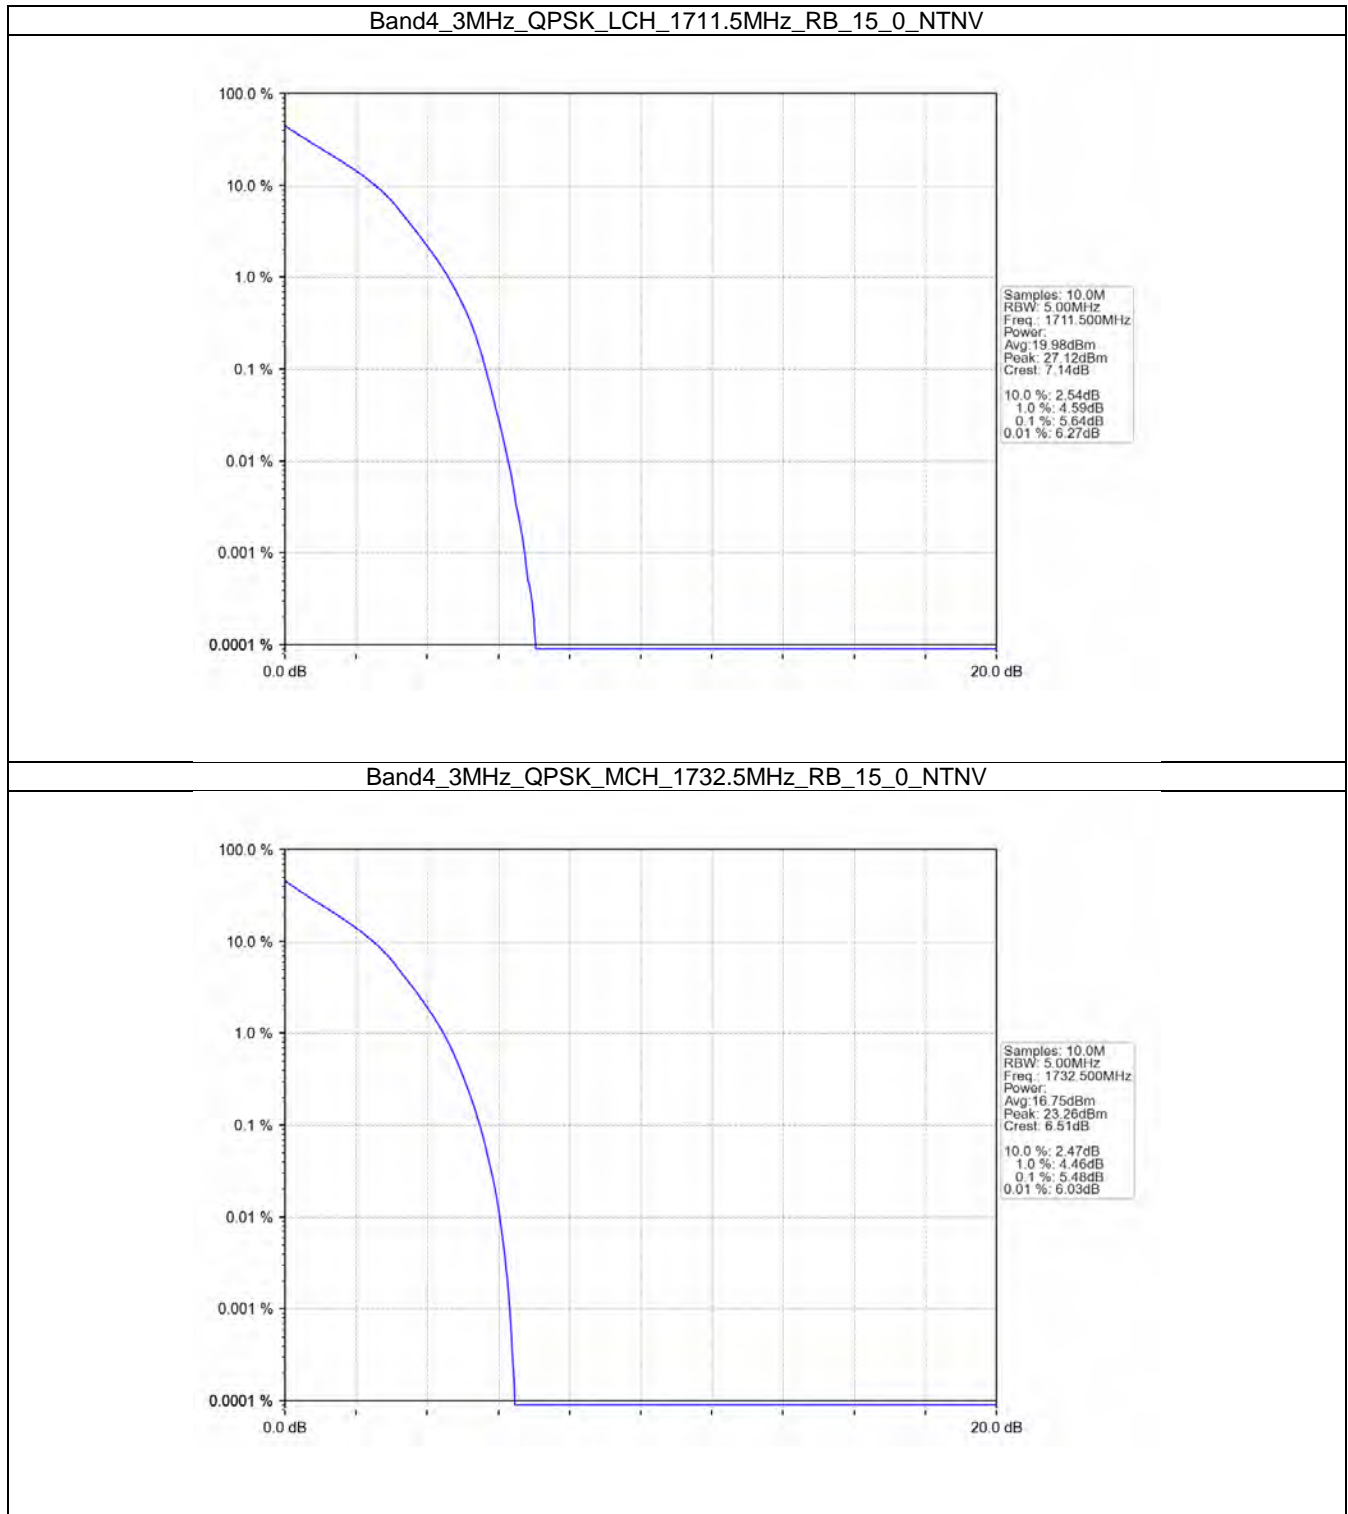 Band4_3MHz_QPSK_LCH_1711.5MHz_RB_15_0_NTNV
100.0 %
10.0 %
1.0 %
0.1 %
0.01 %
0.001 %
0.0001 %
0.0 dB
20.0 dB
Samples: 10.0M
RBW: 5.00MHz
Freq.: 1711.500MHz
Power:
Avg:19.98dBm
Peak: 27.12dBm
Crest: 7.14dB
10.0 %: 2.54dB
1.0 %: 4.59dB
0.1 %: 5.64dB
0.01 %: 6.27dB
Band4_3MHz_QPSK_MCH_1732.5MHz_RB_15_0_NTNV
100.0 %
10.0 %
1.0 %
0.1 %
0.01 %
0.001 %
0.0001 %
0.0 dB
20.0 dB
Samples: 10.0M
RBW: 5.00MHz
Freq.: 1732.500MHz
Power:
Avg:16.75dBm
Peak: 23.26dBm
Crest: 6.51dB
10.0 %: 2.47dB
1.0 %: 4.46dB
0.1 %: 5.48dB
0.01 %: 6.03dB